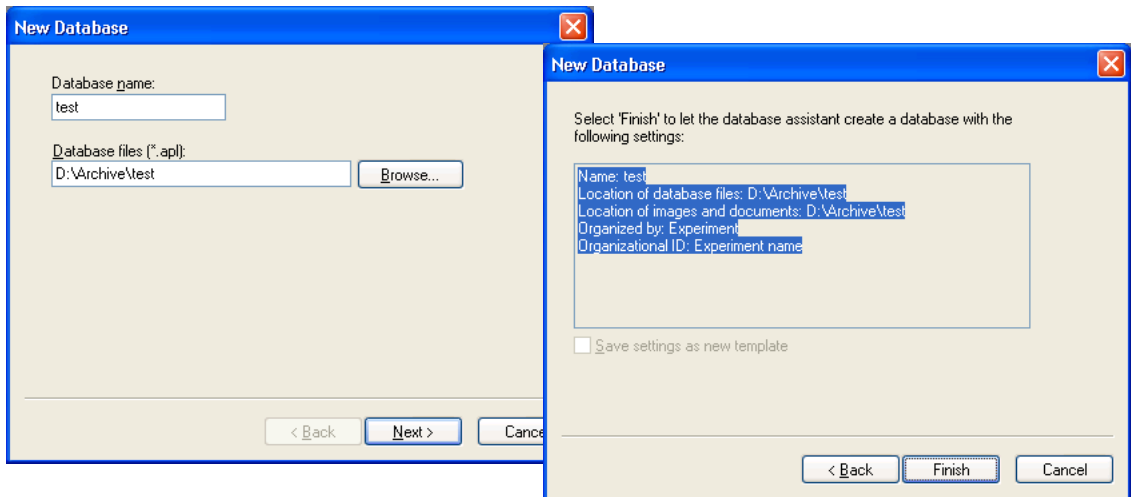 New Database
Database name:
test
Database files (*.apl):
D:\Archive\test
Browse...
< Back
Next >
Cance
New Database
Select 'Finish' to let the database assistant create a database with the
following settings:
Name: test
Location of database files: D:\Archive\test
Location of images and documents: D:\Archive\test
Organized by: Experiment
Organizational ID: Experiment name
Save settings as new template
< Back
Finish
Cancel